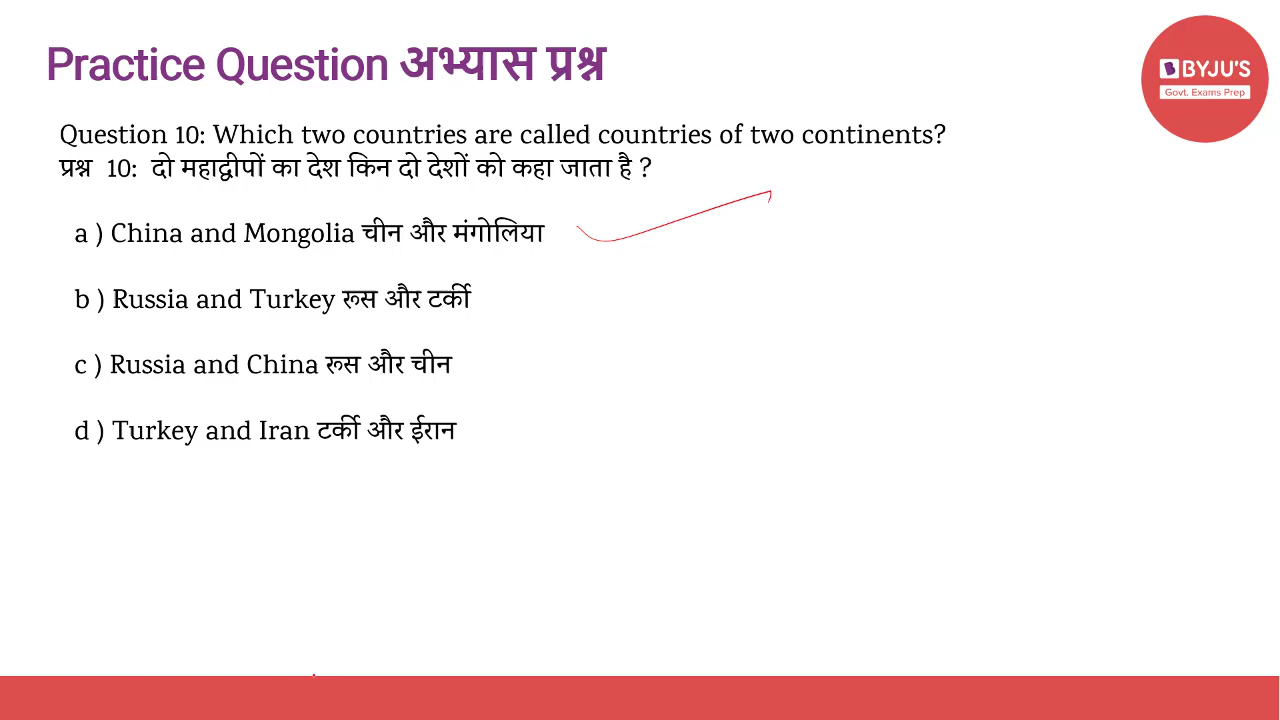 Practice Question अभ्यास प्रश्न
BYJU'S
Govt. Exams Prep
Question 10: Which two countries are called countries of two continents?
प्रश्न 10: दो महाद्वीपों का देश किन दो देशों को कहा जाता है ?
a ) China and Mongolia चीन और मंगोलिया
b ) Russia and Turkey रूस और टर्की
c ) Russia and China रूस और चीन
d ) Turkey and Iran टर्की और ईरान